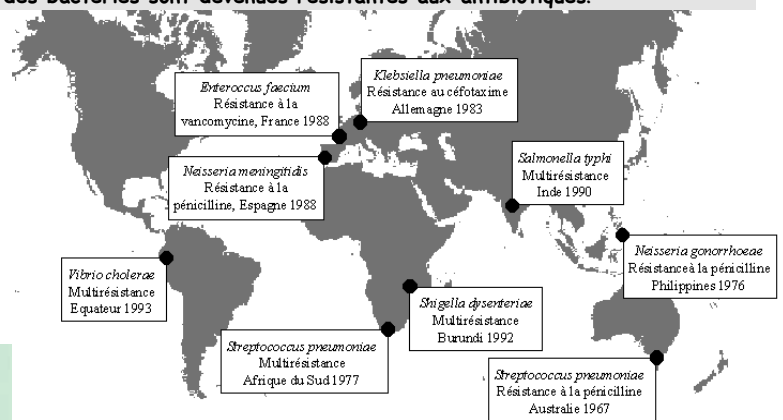 des bactéries sont devenues résistantes aux antibiotiques.
Klebsiella pneumoniae
Résistance au céfotaxime
Allemagne 1983
Enteroccus faecium
Résistance à la
vancomycine, France 1988
Salmonella typhi
Multirésistance
Inde 1990
Neisseria meningitidis
Résistance à la
pénicilline, Espagne 1988
Neisseria gonorrhoeae
Résistance à la pénicilline
Philippines 1976
Vibrio cholerae
Multirésistance
Equateur 1993
Shigella dysenteriae
Multirésistance
Burundi 1992
Streptococcus pneumoniae
Multirésistance
Afrique du Sud 1977
Streptococcus pneumoniae
Résistance à la pénicilline
Australie 1967